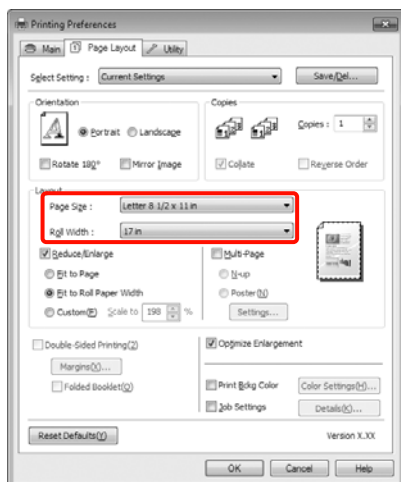 Printing Preferences
Main Page Layout Utility
Select Setting : Current Settings Save/Del...
Orientation Copies
A Portrait Landscape Copies : 1
Rotate 180° Mirror Image Collate Reverse Order
Layout
Page Size : Letter 8 1/2 x 11 in
Roll Width : 17 in
Reduce/Enlarge Multi-Page
Fit to Page N-up
Fit to Roll Paper Width Poster(N)
Custom(F) Scale to 198 % Settings...
Double-Sided Printing(2) Optimize Enlargement
Margins(X)...
Folded Booklet(Q) Print Bckg Color Color Settings(H)...
Job Settings Details(K)...
Reset Defaults(Y) Version X.XX
OK Cancel Help